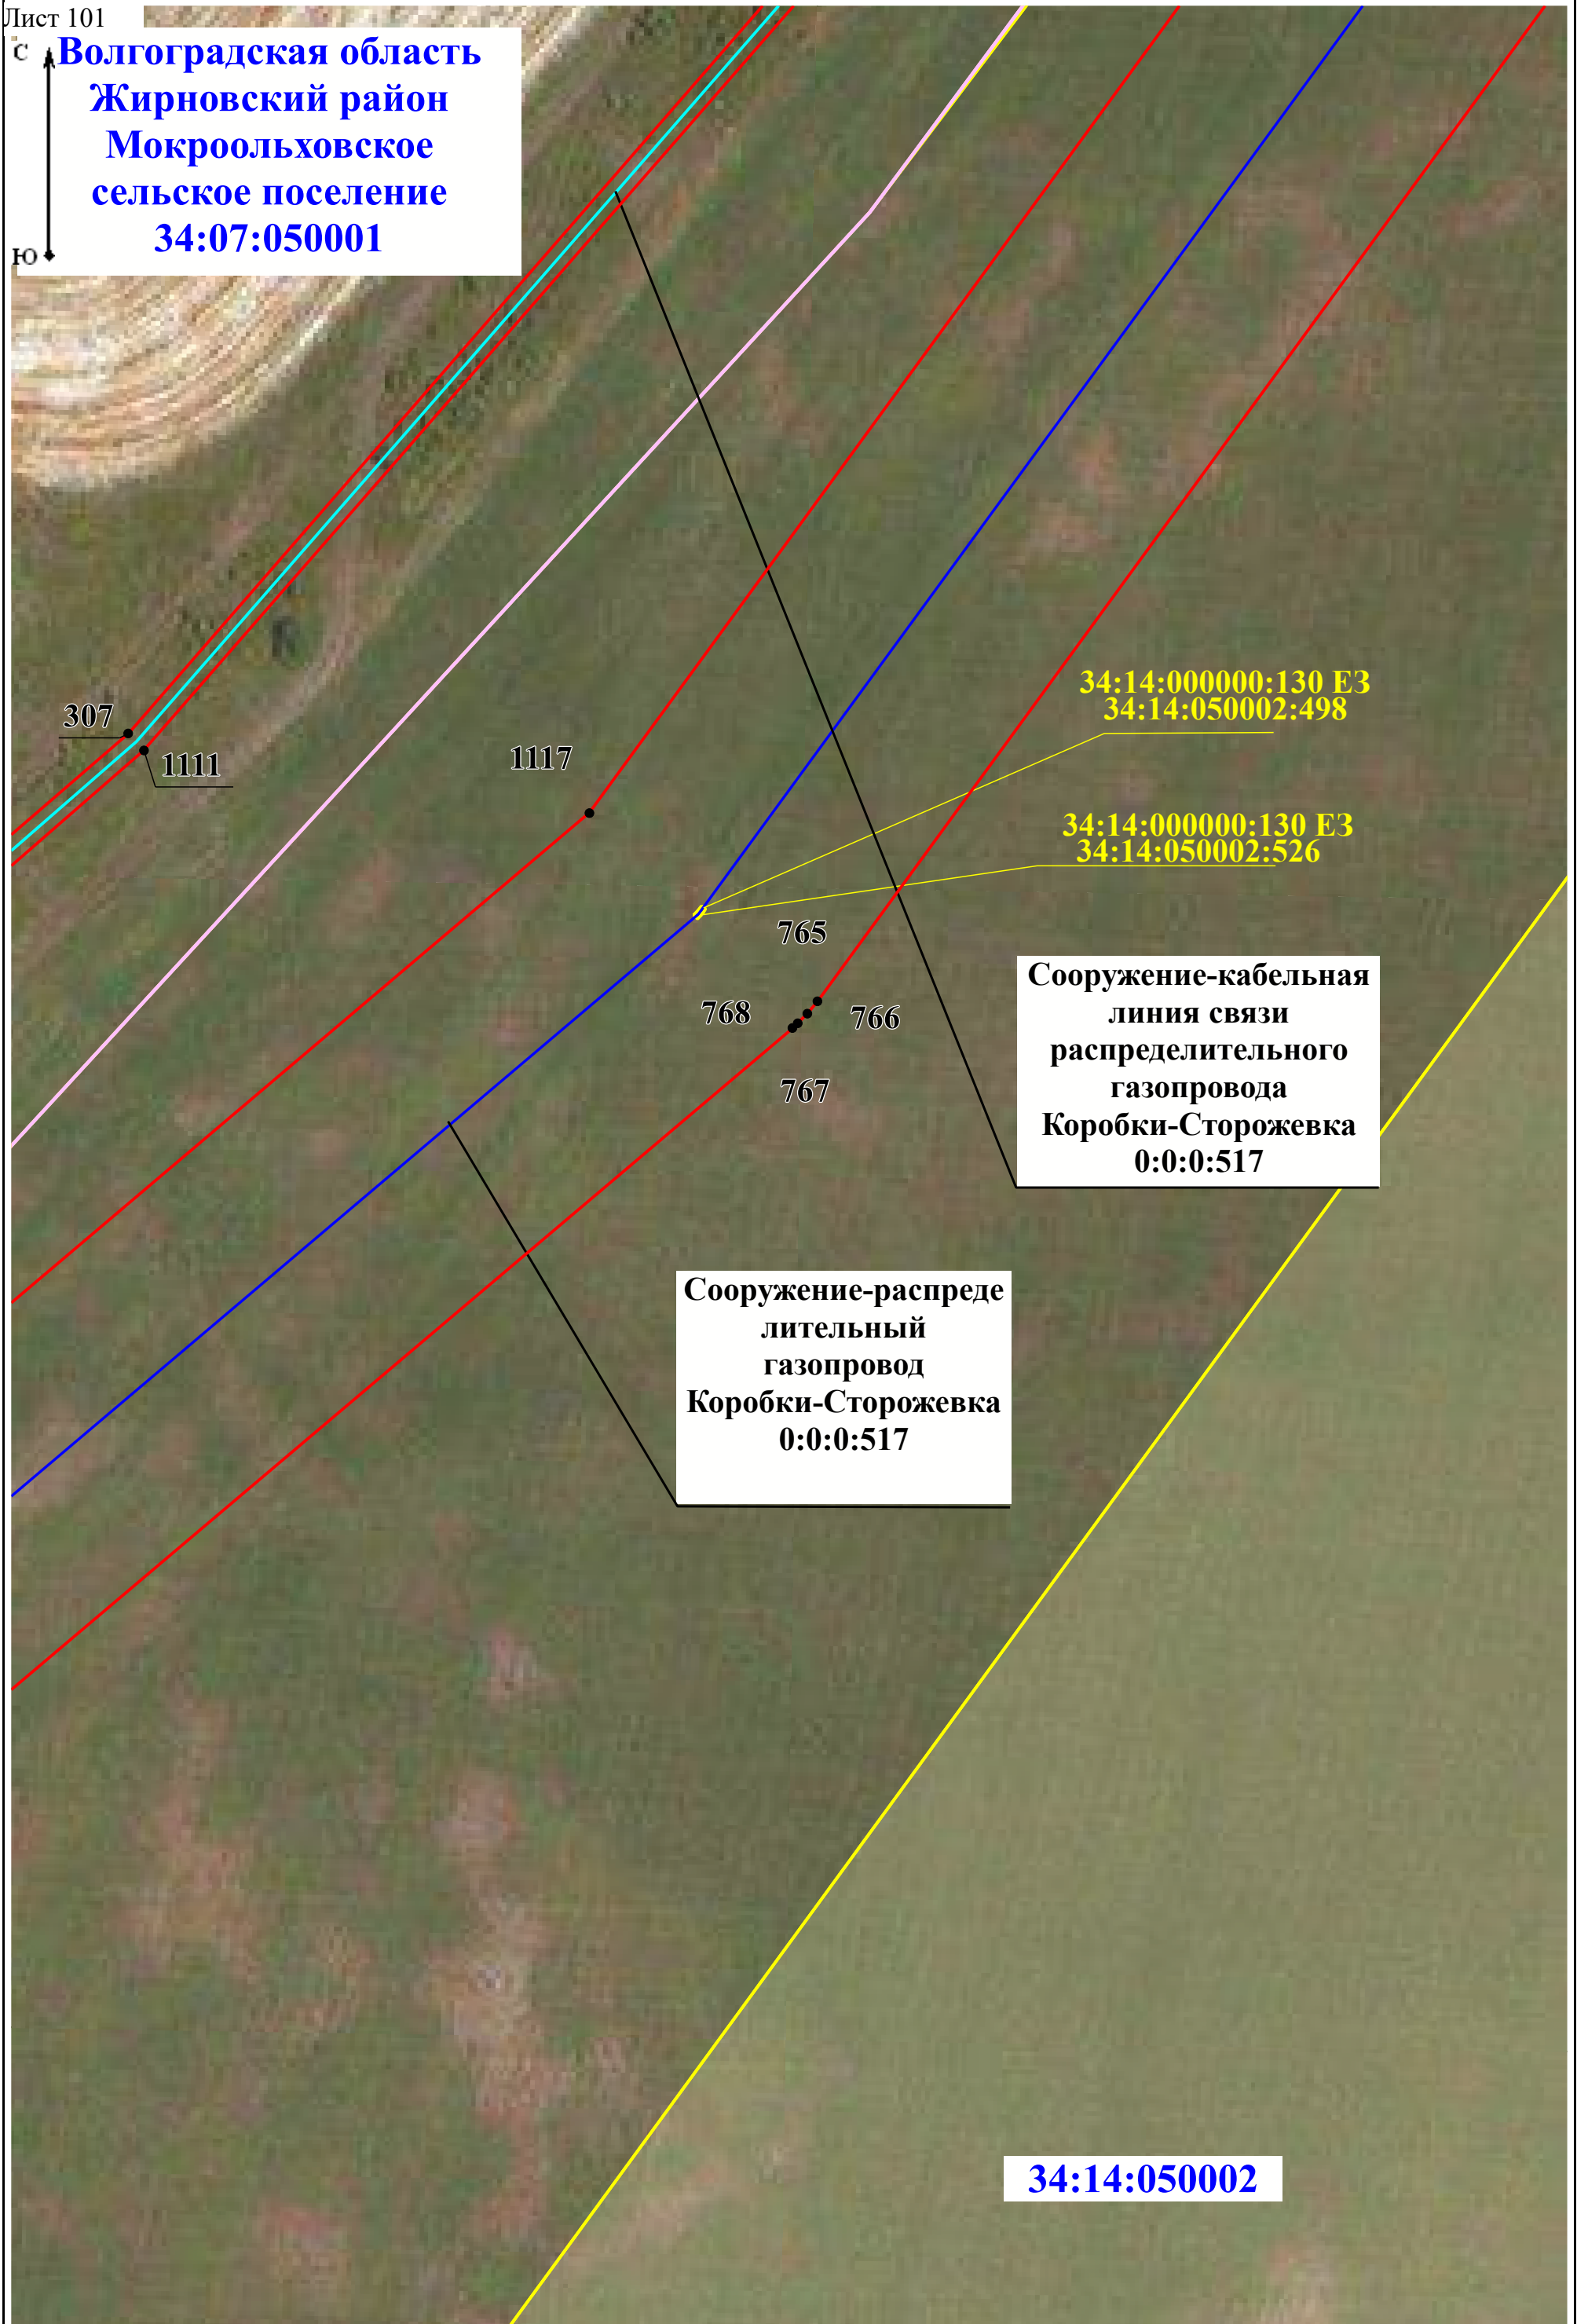 Лист 101
С
Волгоградская область
Жирновский район
Мокроольховское
сельское поселение
34:07:050001
Ю
34:14:000000:130 ЕЗ
34:14:050002:498
307
1111
1117
34:14:000000:130 ЕЗ
34:14:050002:526
765
768
766
767
Сооружение-кабельная
линия связи
распределительного
газопровода
Коробки-Сторожевка
0:0:0:517
Сооружение-распреде
лительный
газопровод
Коробки-Сторожевка
0:0:0:517
34:14:050002